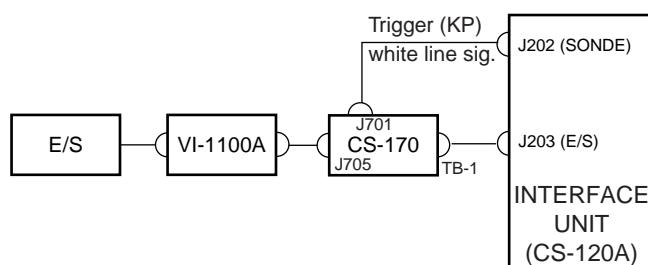 Trigger (KP)
white line sig.
J202 (SONDE)
E/S
VI-1100A
J701
CS-170
J705
TB-1
J203 (E/S)
INTERFACE
UNIT
(CS-120A)